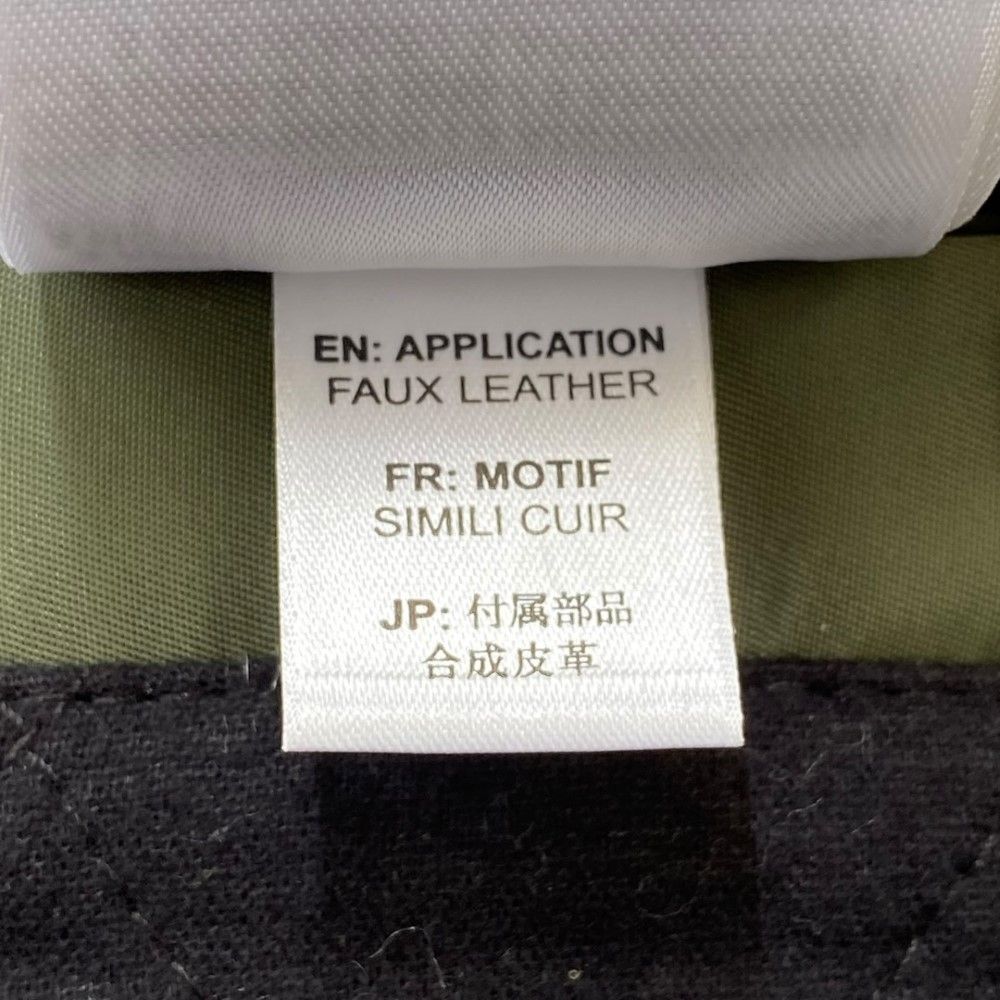 EN: APPLICATION
FAUX LEATHER
FR: MOTIF
SIMILI CUIR
JP: 付属部品
合成皮革